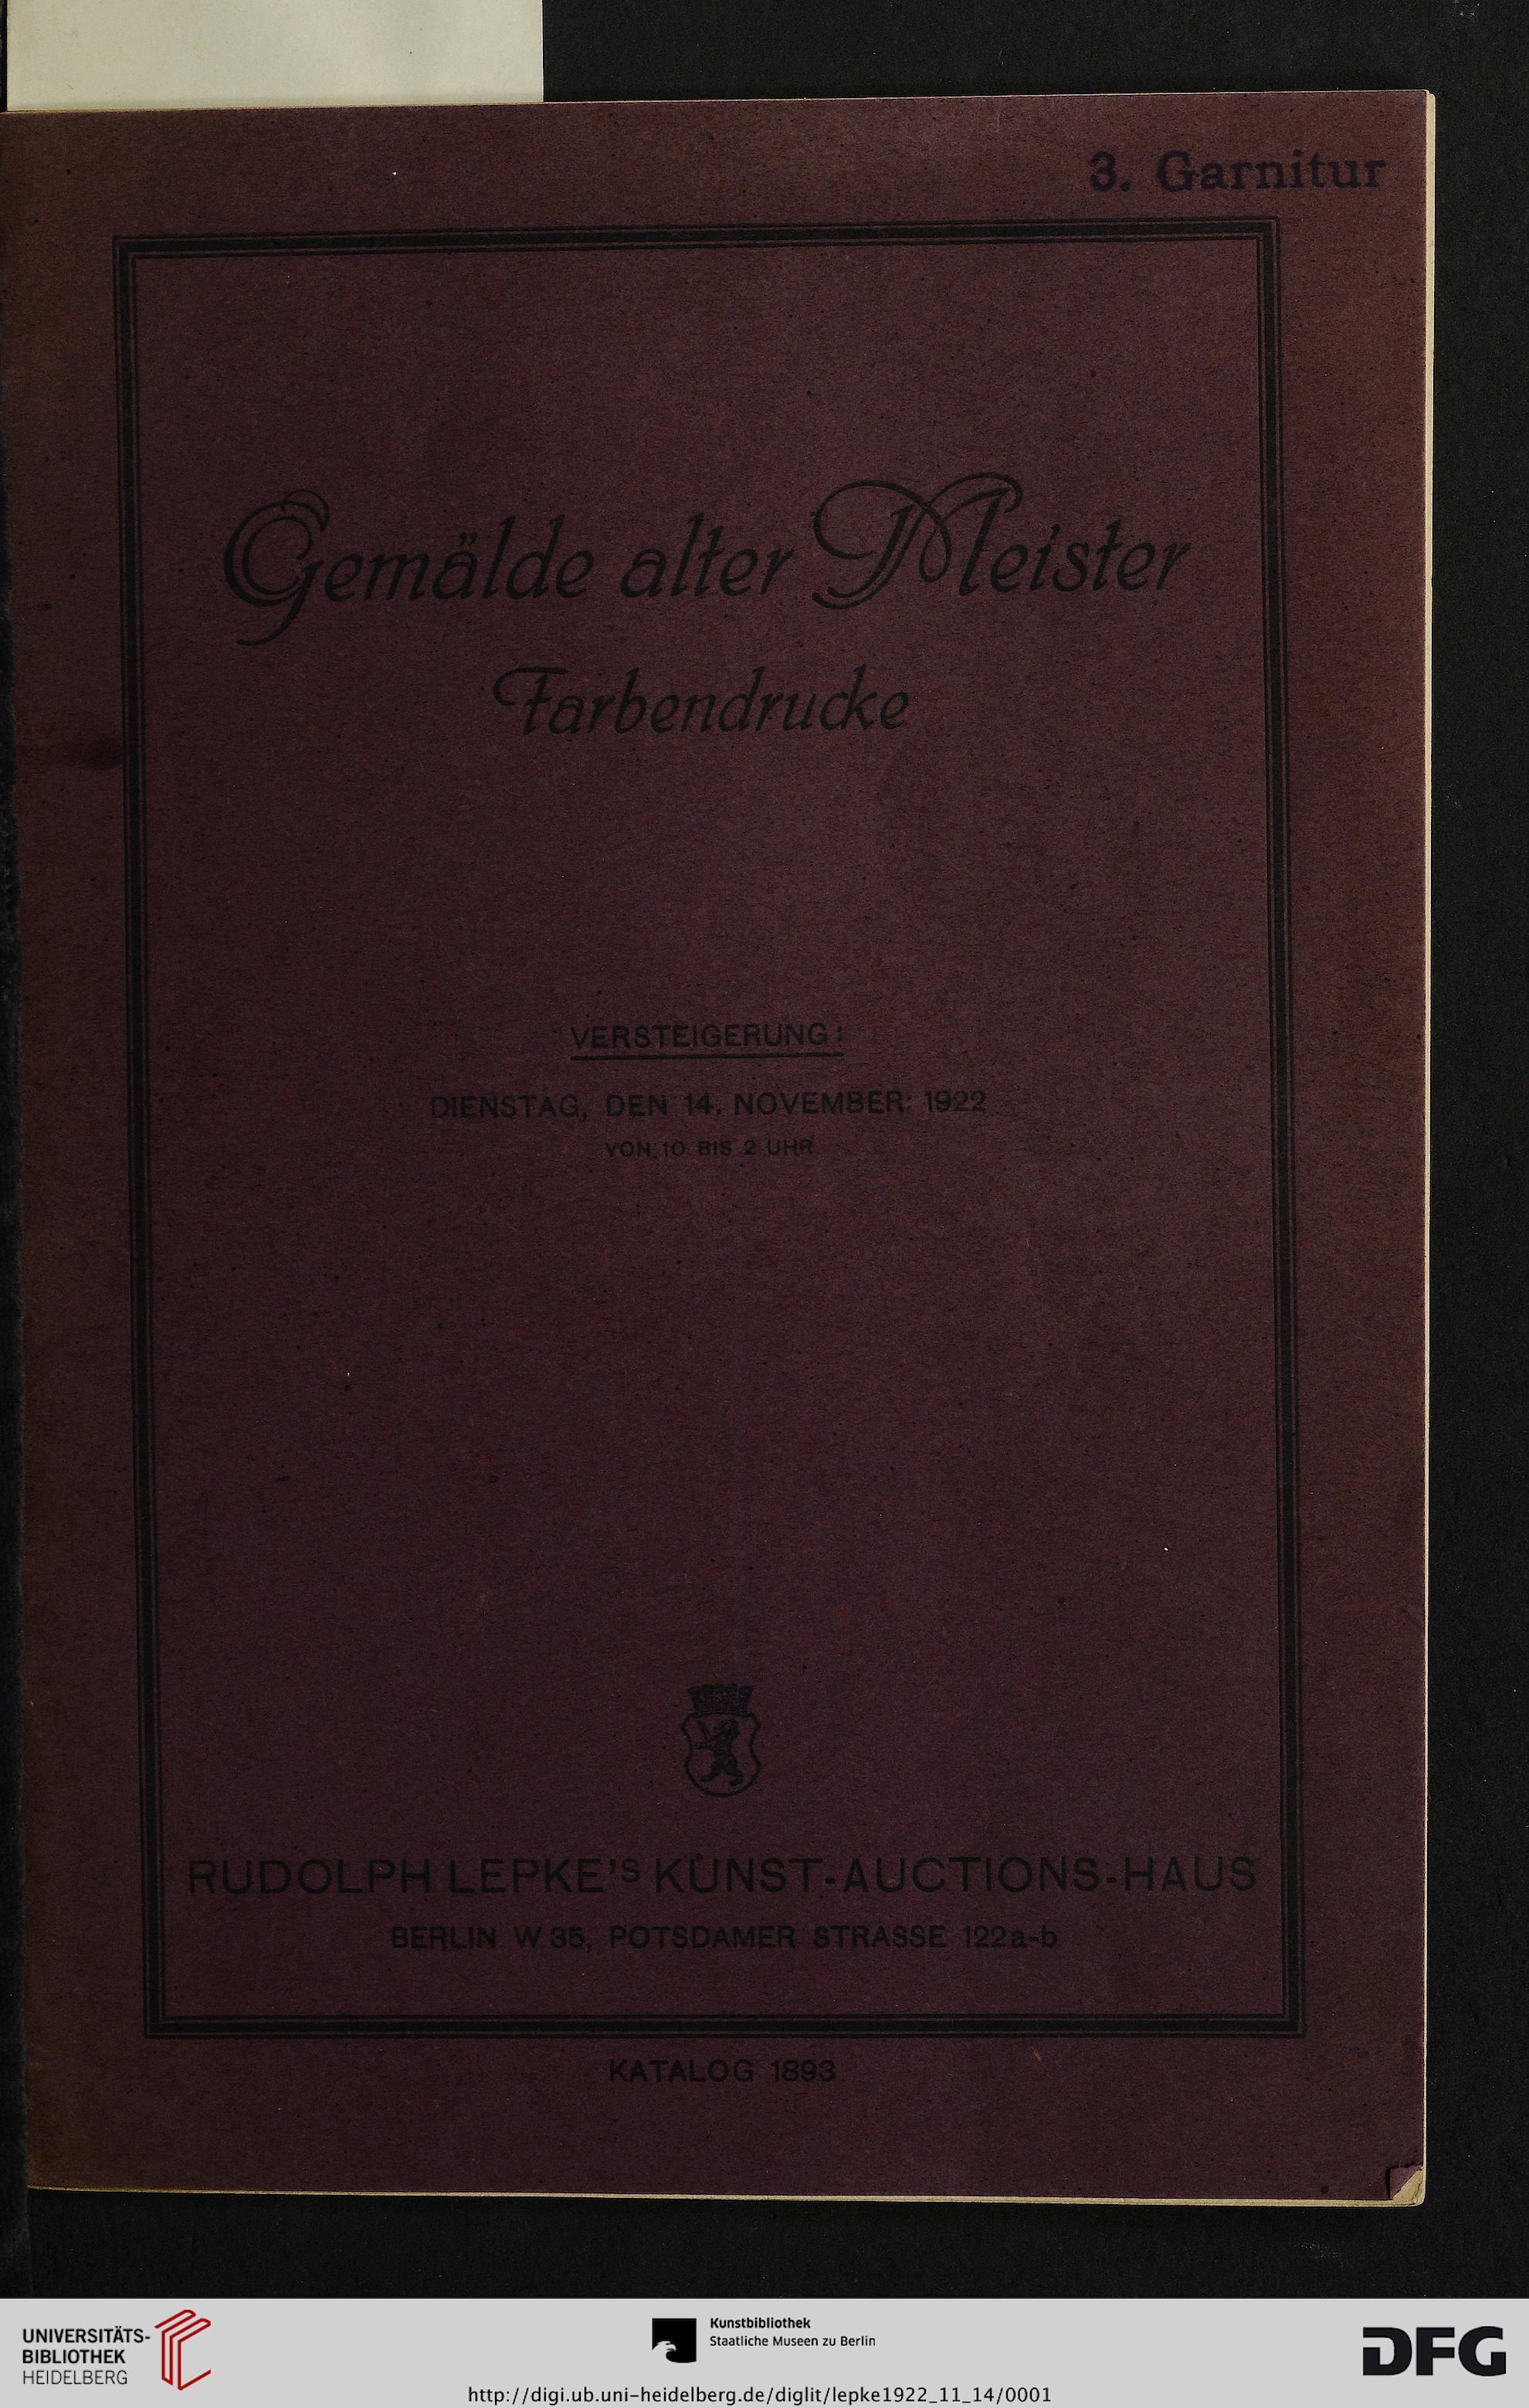 3. Garnitur
Gemälde alter Meister
Farbendrucke
VERSTEIGERUNG:
DIENSTAG, DEN 14. NOVEMBER 1922
VON 10 BIS 2 UHR
RUDOLPH LEPKE'S KUNST-AUCTIONS-HAUS
BERLIN W 35, POTSDAMER STRASSE 122a-b
KATALOG 1893
UNIVERSITÄTS-
BIBLIOTHEK
HEIDELBERG
Kunstbibliothek
Staatliche Museen zu Berlin
DFG
http://digi.ub.uni-heidelberg.de/diglit/lepke1922_11_14/0001